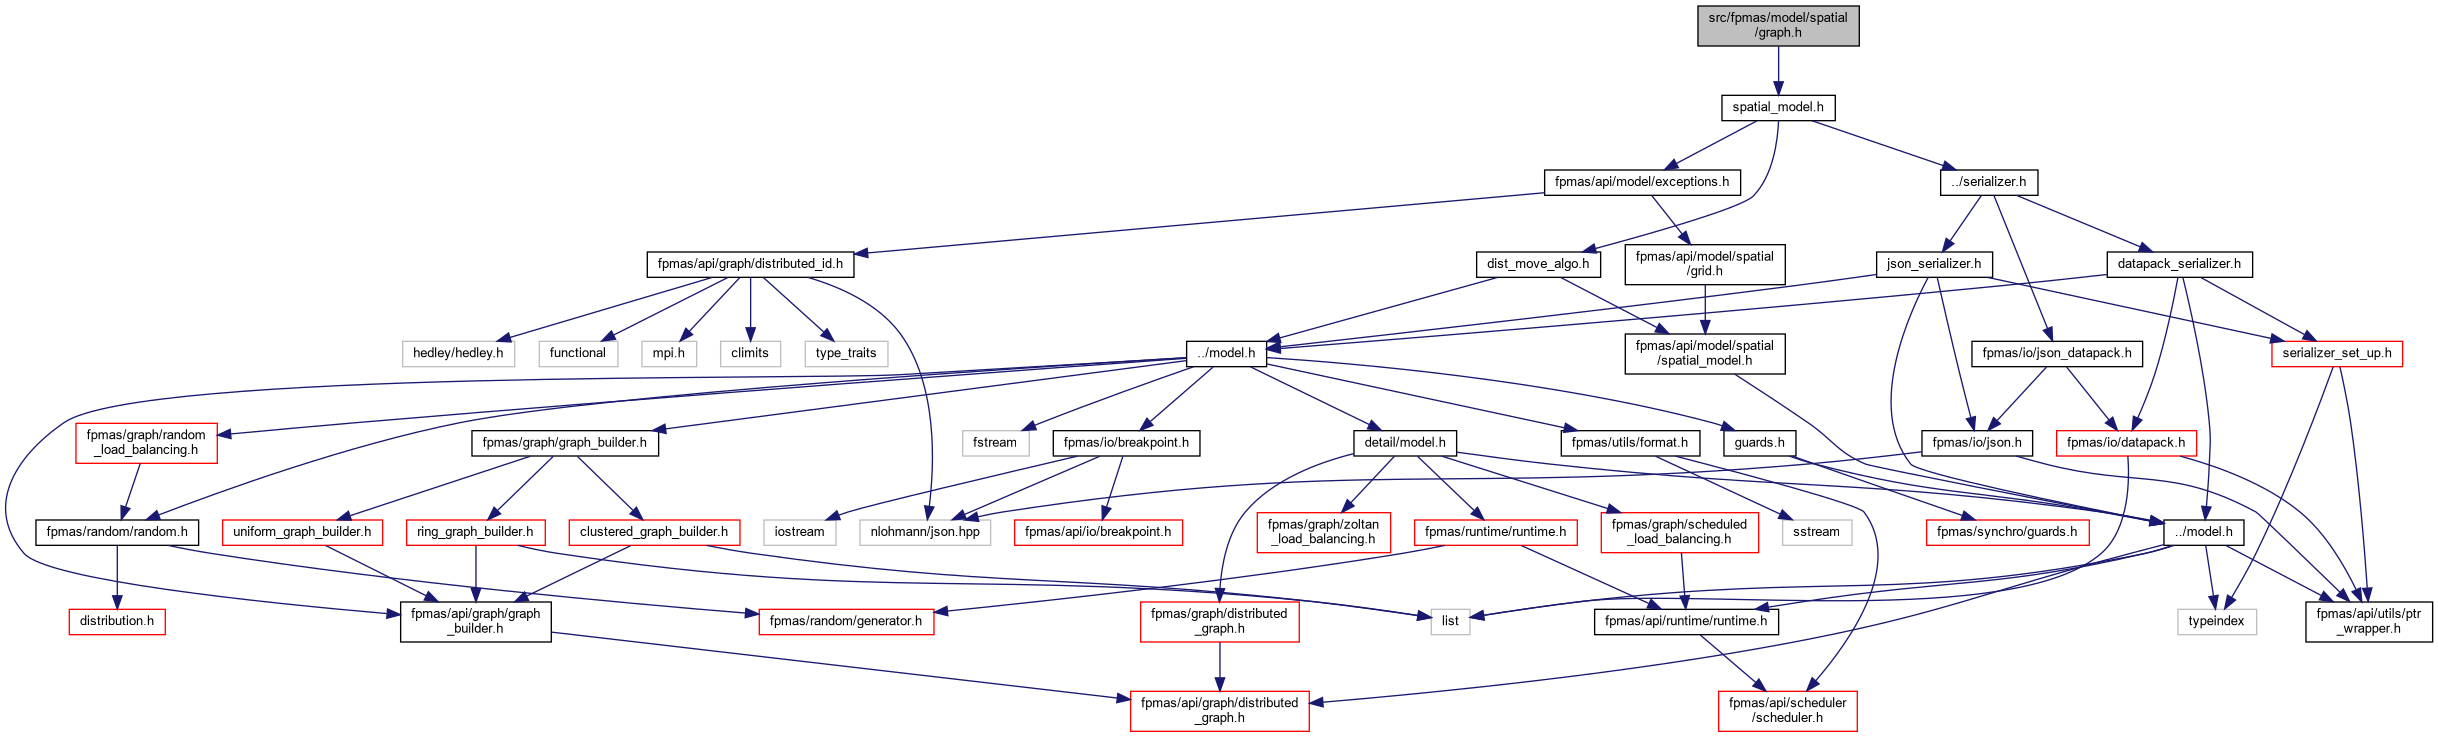 src/fpmas/model/spatial
/graph.h
spatial_model.h
fpmas/api/model/exceptions.h
../serializer.h
fpmas/api/graph/distributed_id.h
dist_move_algo.h
fpmas/api/model/spatial
/grid.h
json_serializer.h
datapack_serializer.h
hedley/hedley.h
functional
mpi.h
climits
type_traits
../model.h
fpmas/api/model/spatial
/spatial_model.h
fpmas/io/json_datapack.h
serializer_set_up.h
fpmas/graph/random
_load_balancing.h
fpmas/graph/graph_builder.h
fstream
fpmas/io/breakpoint.h
detail/model.h
fpmas/utils/format.h
guards.h
fpmas/io/json.h
fpmas/io/datapack.h
fpmas/random/random.h
uniform_graph_builder.h
ring_graph_builder.h
clustered_graph_builder.h
iostream
nlohmann/json.hpp
fpmas/api/io/breakpoint.h
fpmas/graph/zoltan
_load_balancing.h
fpmas/runtime/runtime.h
fpmas/graph/scheduled
_load_balancing.h
sstream
fpmas/synchro/guards.h
../model.h
distribution.h
fpmas/api/graph/graph
_builder.h
fpmas/random/generator.h
fpmas/graph/distributed
_graph.h
list
fpmas/api/runtime/runtime.h
typeindex
fpmas/api/utils/ptr
_wrapper.h
fpmas/api/graph/distributed
_graph.h
fpmas/api/scheduler
/scheduler.h